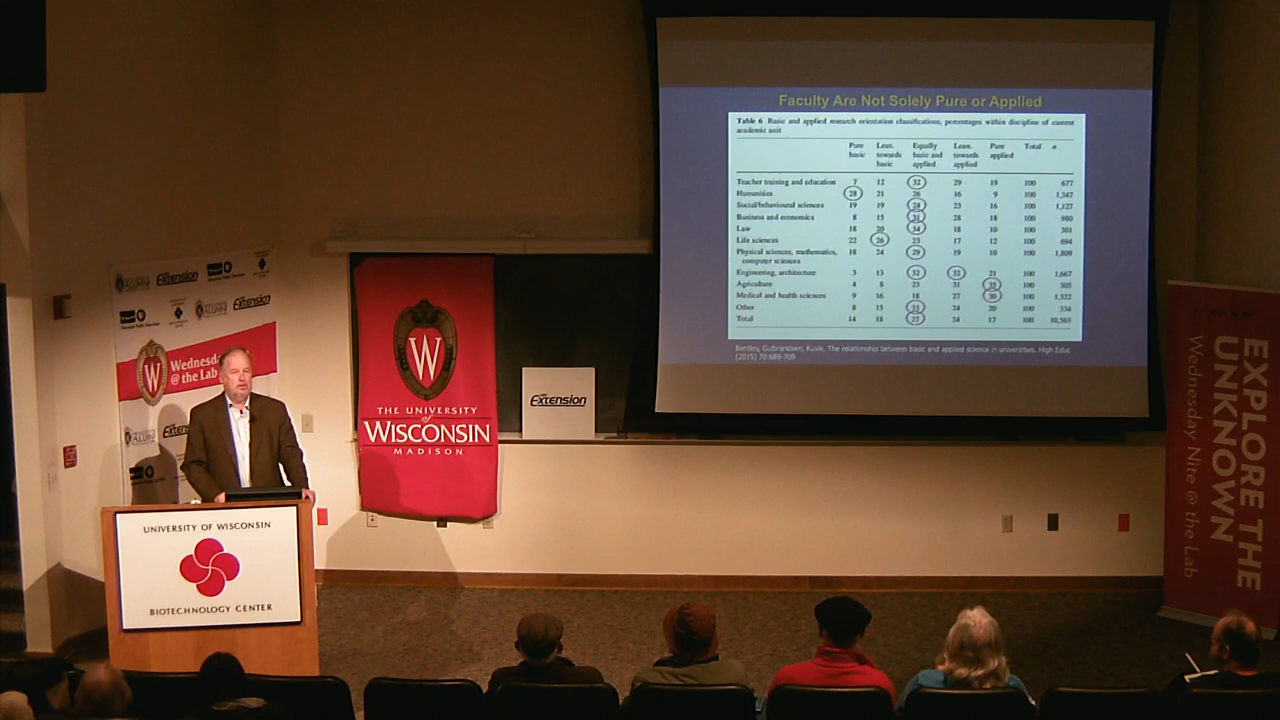 Faculty Are Not Solely Pure or Applied
Table 6 Basic and applied research orientation classifications, percentages within discipline of current
academic unit
Pure basic Lean. towards basic Equally basic and applied Lean. towards applied Pure applied Total n
Teacher training and education 7 12 32 29 19 100 677
Humanities 28 21 26 16 9 100 1,347
Social/behavioural sciences 19 19 24 23 16 100 1,127
Business and economics 8 15 31 28 18 100 980
Law 18 20 34 18 10 100 301
Life sciences 22 26 23 17 12 100 694
Physical sciences, mathematics, 18 24 29 19 10 100 1,809
computer sciences
Engineering, architecture 3 13 32 32 21 100 1,667
Agriculture 4 8 23 31 35 100 305
Medical and health sciences 9 16 18 27 30 100 1,322
Other 8 15 33 24 20 100 334
Total 14 18 27 24 17 100 10,563
Bentley, Gulbrandsen, Kyvik. The relationship between basic and applied science in universities. High Educ
(2015) 70:689-709
Extension
ALUMNI
Extension
Wednesday
@ the Lab
W
ALUMNI
THE UNIVERSITY
of
WISCONSIN
MADISON
W
Extension
UNIVERSITY OF WISCONSIN
BIOTECHNOLOGY CENTER
EXPLORE THE
UNKNOWN
Wednesday Nite @ the Lab